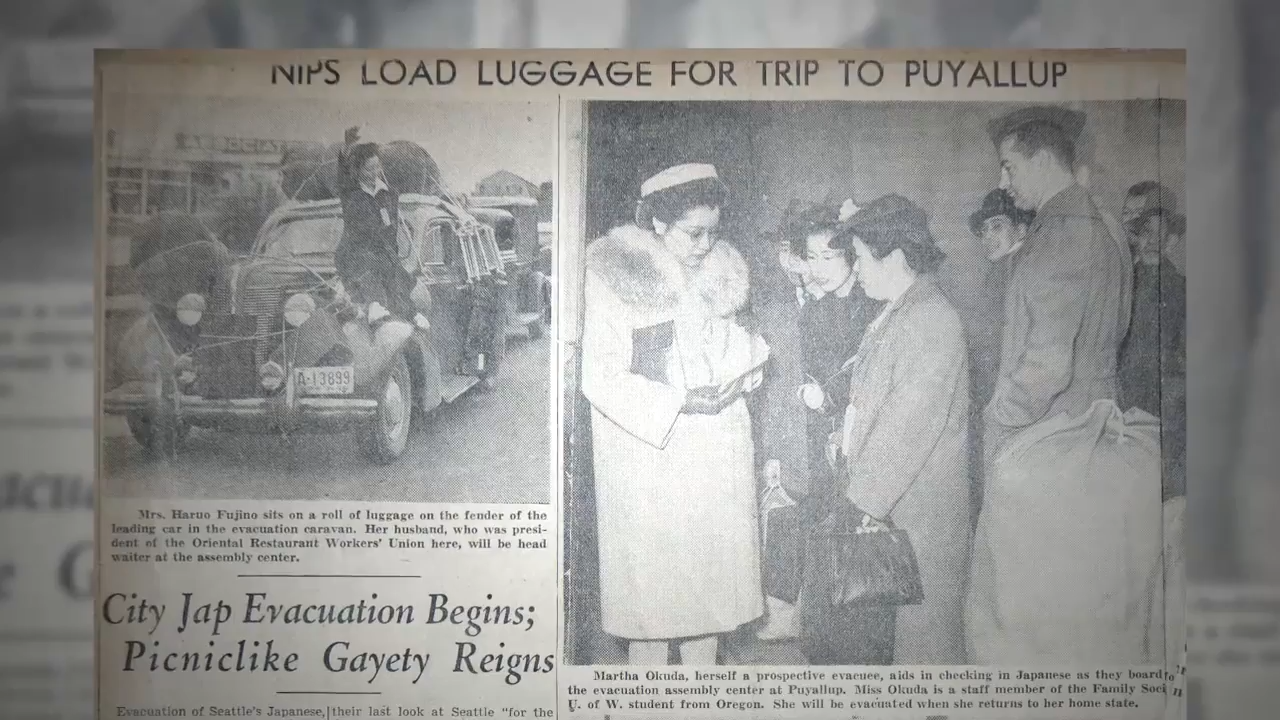 NIPS LOAD LUGGAGE FOR TRIP TO PUYALLUP
ASSOCIATE
A-13899
Mrs. Haruo Fujino sits on a roll of luggage on the fender of the
leading car in the evacuation caravan. Her husband, who was presi-
dent of the Oriental Restaurant Workers' Union here, will be head
waiter at the assembly center.
City Jap Evacuation Begins;
Picniclike Gayety Reigns
Evacuation of Seattle's Japanese,
their last look at Seattle "for the
Martha Okuda, herself a prospective evacuee, aids in checking in Japanese as they board
the evacuation assembly center at Puyallup. Miss Okuda is a staff member of the Family Soci
U. of W. student from Oregon. She will be evacuated when she returns to her home state.